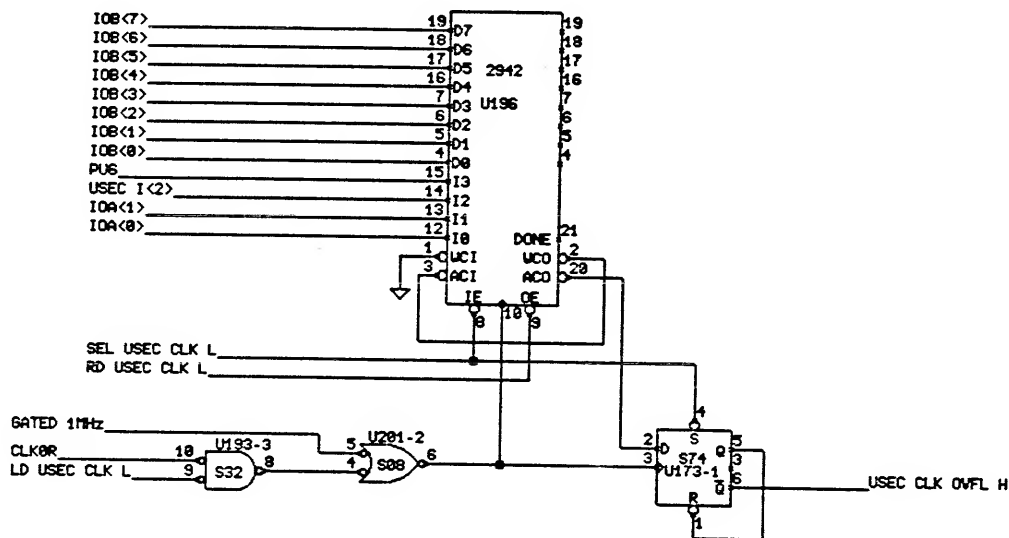 IOB<7> 19 D7 19
IOB<6> 18 D6 18
IOB<5> 17 D5 17
IOB<4> 16 D4 2942 16
IOB<3> 7 D3 U196 7
IOB<2> 6 D2 6
IOB<1> 5 D1 5
IOB<0> 4 D0 4
PU6 15 I3
USEC I<2> 14 I2
IOA<1> 13 I1
IOA<0> 12 I0 DONE 21
1 WCI WCO 2
3 ACI ACO 20
IE 10 OE
8 9
SEL USEC CLK L
RD USEC CLK L
4
GATED 1MHz
CLK0R 10 U193-3 5 U201-2 2 D S Q 5
LD USEC CLK L 9 S32 8 4 S08 6 3 S74 3
U173-1 Q 6 USEC CLK OVFL H
R
1